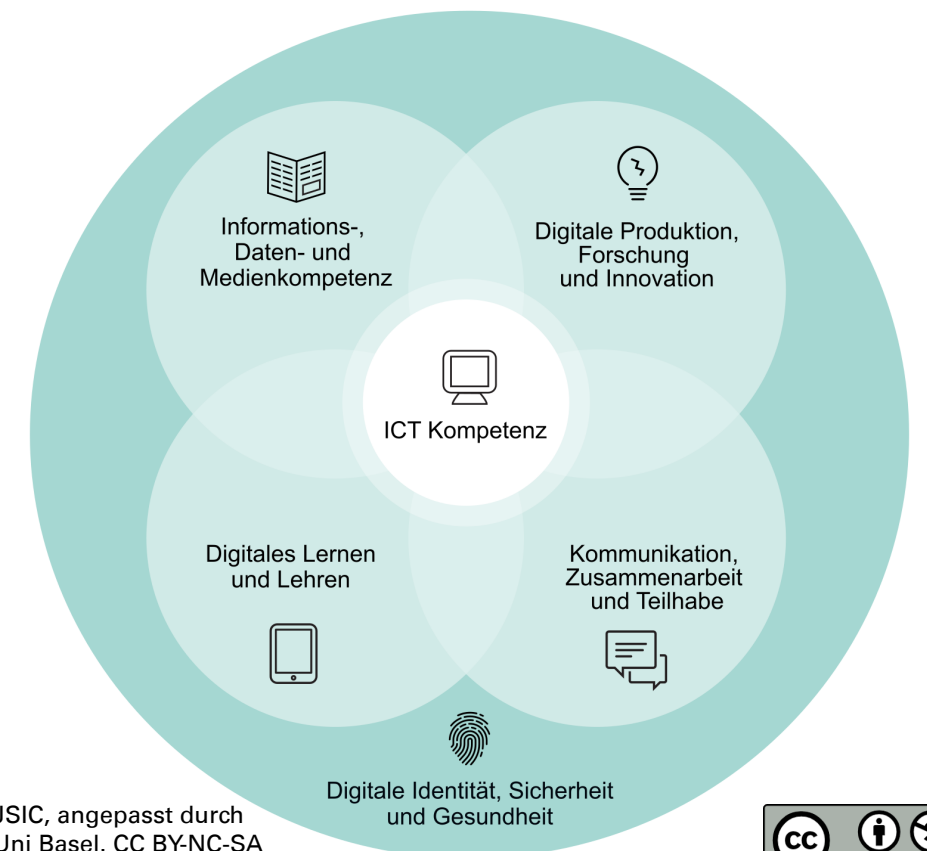 Informations-,
Daten- und
Medienkompetenz
Digitale Produktion,
Forschung
und Innovation
ICT Kompetenz
Digitales Lernen
und Lehren
Kommunikation,
Zusammenarbeit
und Teilhabe
Digitale Identität, Sicherheit
und Gesundheit
angepasst durch
Uni Basel, CC BY-NC-SA
cc